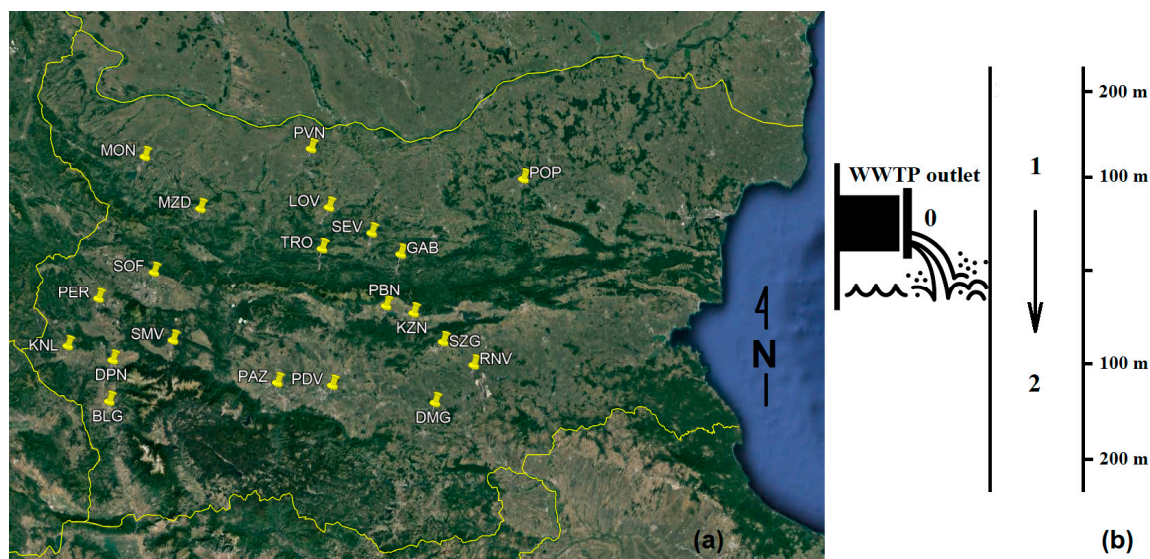 PVN
MON
POP
MZD
LOV
SEV
TRO
GAB
SOF
PER
PBN
KZN
SMV
KNL
SZG
RNV
DPN
PAZ
PDV
BLG
DMG
N
(a)
200 m
1
WWTP outlet
100 m
0
100 m
2
200 m
(b)